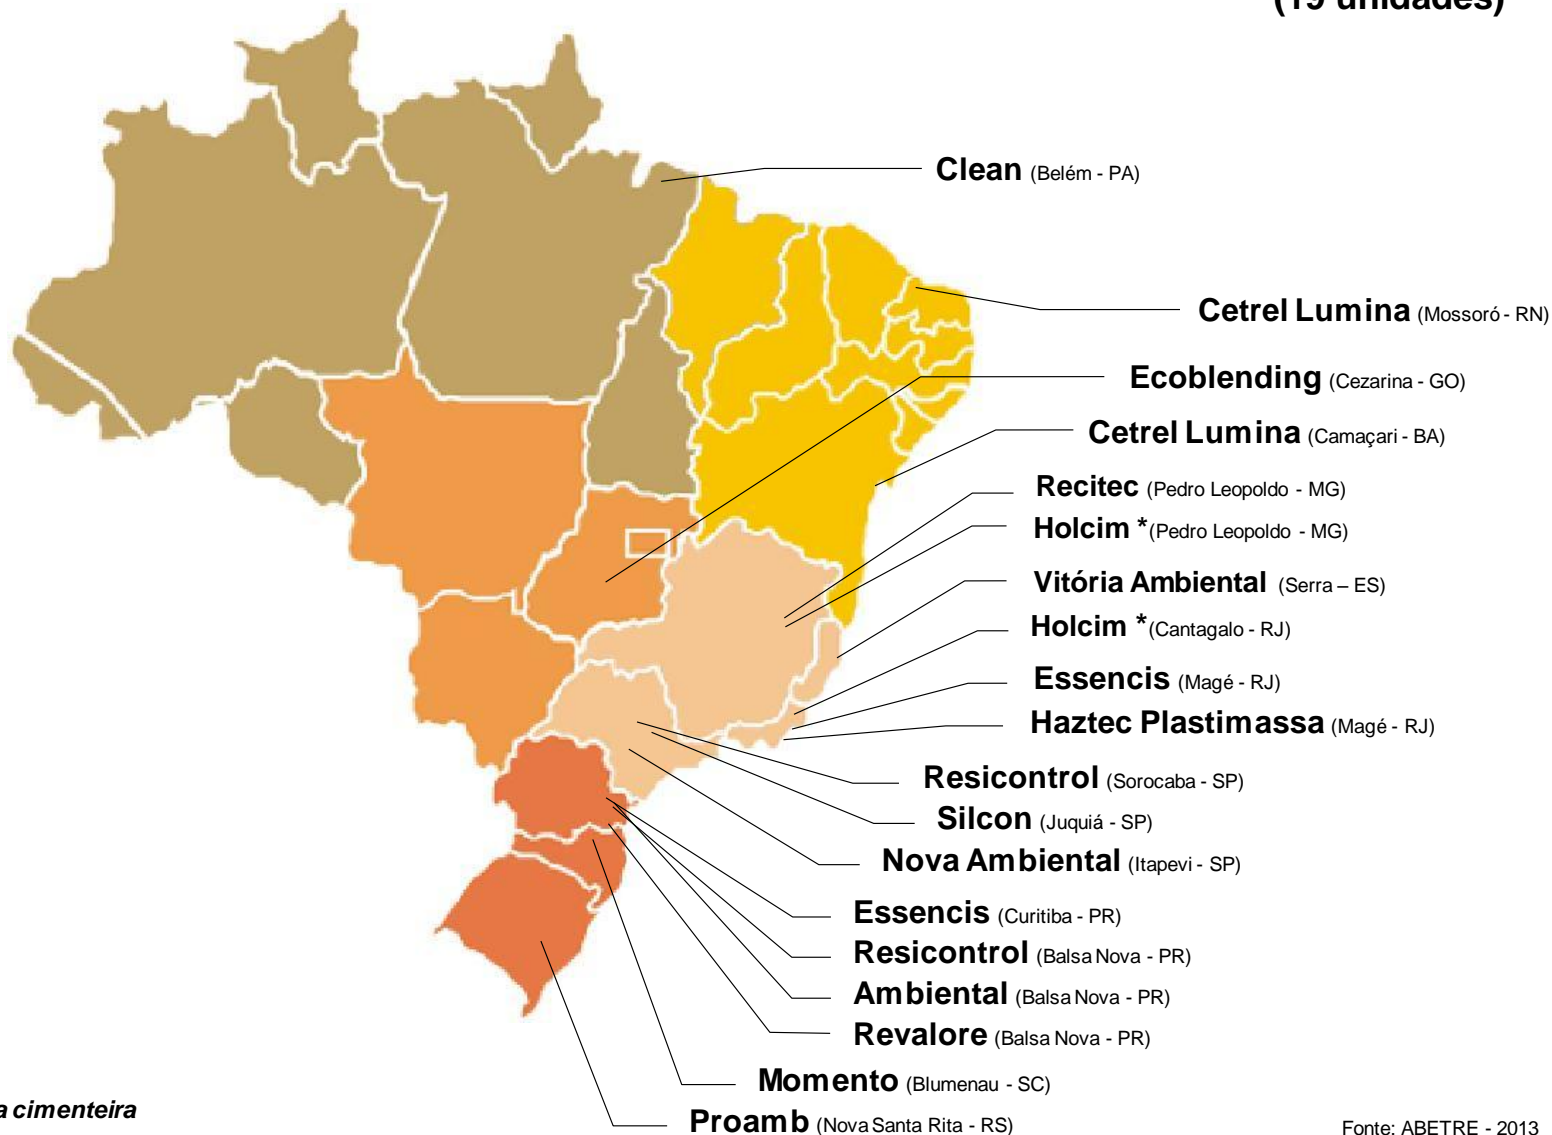 (19 unidades)
Clean (Belém - PA)
Cetrel Lumina (Mossoró - RN)
Ecoblending (Cezarina - GO)
Cetrel Lumina (Camaçari - BA)
Recitec (Pedro Leopoldo - MG)
Holcim * (Pedro Leopoldo - MG)
Vitória Ambiental (Serra – ES)
Holcim * (Cantagalo - RJ)
Essencis (Magé - RJ)
Haztec Plastimassa (Magé - RJ)
Resicontrol (Sorocaba - SP)
Silcon (Juquiá - SP)
Nova Ambiental (Itapevi - SP)
Essencis (Curitiba - PR)
Resicontrol (Balsa Nova - PR)
Ambiental (Balsa Nova - PR)
Revalore (Balsa Nova - PR)
Momento (Blumenau - SC)
a cimenteira
Proamb (Nova Santa Rita - RS)
Fonte: ABETRE - 2013